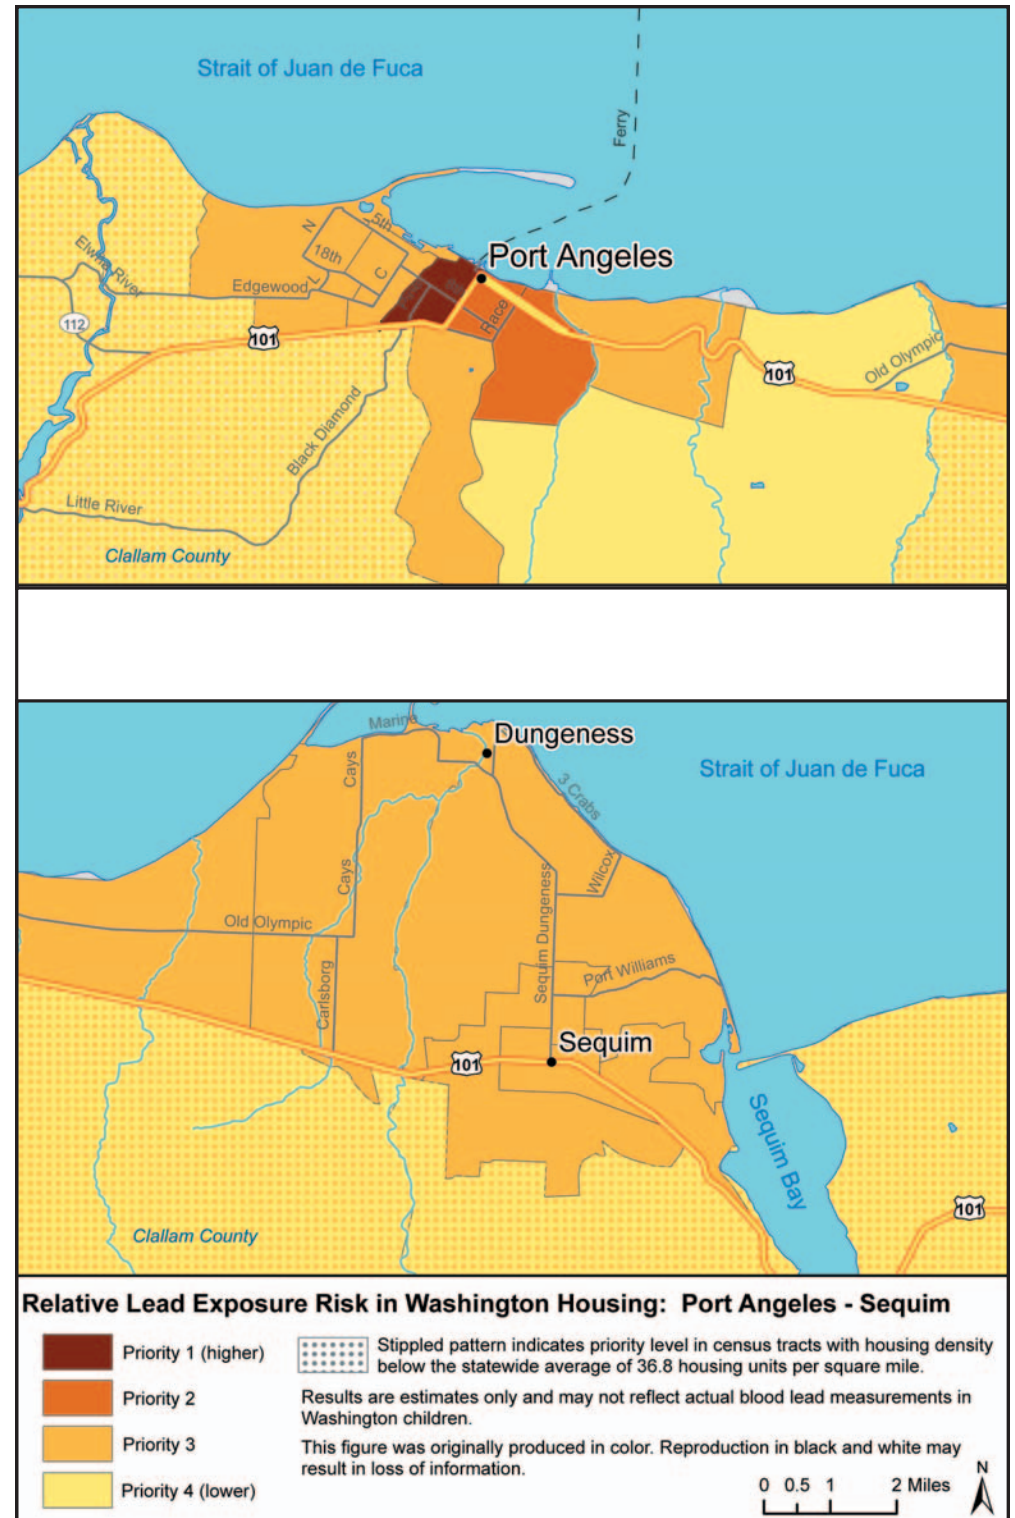 Strait of Juan de Fuca
Ferry
5th
N
18th
Port Angeles
Elwha River
C
Edgewood
L
Race
112
101
101
Old Olympic
Black Diamond
Little River
Clallam County
Marine
Dungeness
Cays
Strait of Juan de Fuca
3 Crabs
Cays
Wilcox
Old Olympic
Sequim Dungeness
Port Williams
Carlsborg
Sequim
101
Sequim Bay
101
Clallam County
Relative Lead Exposure Risk in Washington Housing: Port Angeles - Sequim
Priority 1 (higher)
Priority 2
Priority 3
Priority 4 (lower)
Stippled pattern indicates priority level in census tracts with housing density
below the statewide average of 36.8 housing units per square mile.
Results are estimates only and may not reflect actual blood lead measurements in
Washington children.
This figure was originally produced in color. Reproduction in black and white may
result in loss of information.
N
0 0.5 1 2 Miles